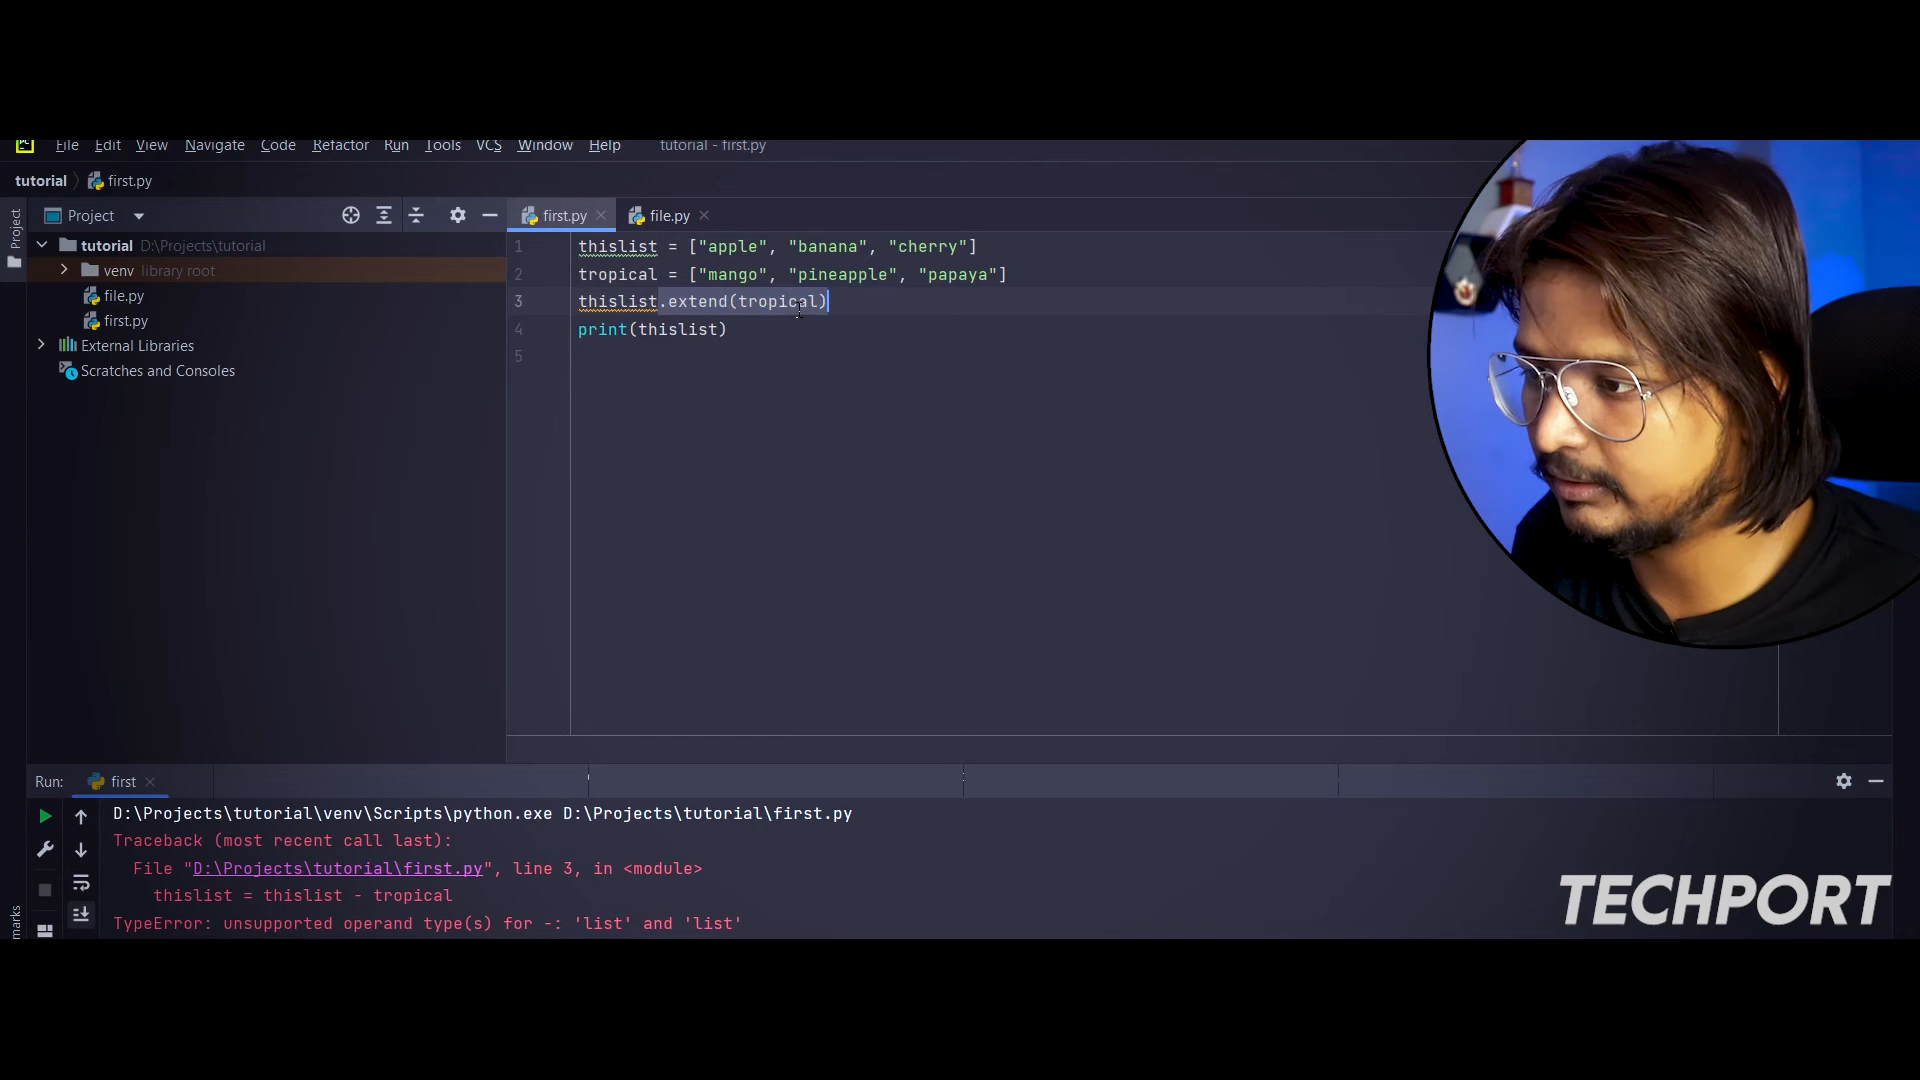 File Edit View Navigate Code Refactor Run Tools VCS Window Help tutorial - first.py
tutorial first.py
Project
Project
first.py
file.py
tutorial D:\Projects\tutorial
venv library root
file.py
first.py
External Libraries
Scratches and Consoles
1 thislist = ["apple", "banana", "cherry"]
2 tropical = ["mango", "pineapple", "papaya"]
3 thislist.extend(tropical)
4 print(thislist)
5
Run: first
D:\Projects\tutorial\venv\Scripts\python.exe D:\Projects\tutorial\first.py
Traceback (most recent call last):
File "D:\Projects\tutorial\first.py", line 3, in <module>
thislist = thislist - tropical
TypeError: unsupported operand type(s) for -: 'list' and 'list'
marks
TECHPORT